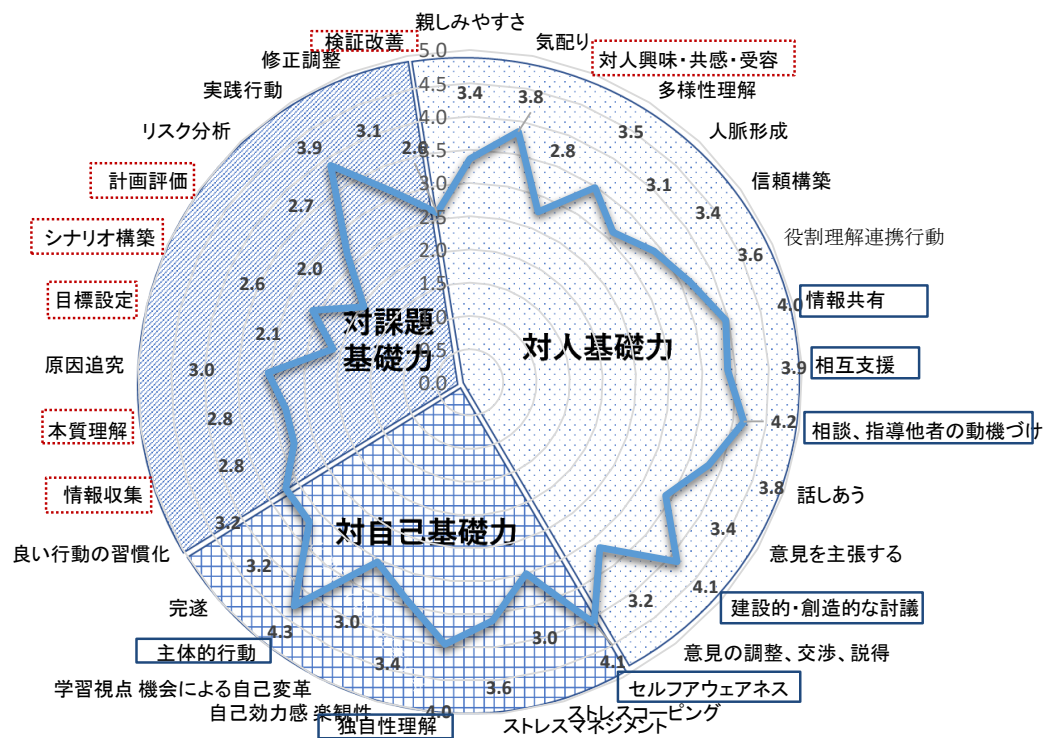 親しみやすさ
気配り
対人興味・共感・受容
多様性理解
人脈形成
信頼構築
役割理解連携行動
情報共有
相互支援
相談、指導他者の動機づけ
話しあう
意見を主張する
建設的・創造的な討議
意見の調整、交渉、説得
セルフアウェアネス
ストレスコーピング
ストレスマネジメント
独自性理解
自己効力感 楽観性
学習視点 機会による自己変革
主体的行動
完遂
良い行動の習慣化
情報収集
本質理解
原因追究
目標設定
シナリオ構築
計画評価
リスク分析
実践行動
修正調整
検証改善
5.0
4.5
4.0
3.5
3.0
2.5
2.0
1.5
1.0
0.5
0.0
3.4
3.8
2.8
3.5
3.1
3.4
3.6
4.0
3.9
4.2
3.8
3.4
4.1
3.2
4.1
3.0
3.6
4.0
3.4
3.0
4.3
3.2
3.2
2.8
2.8
3.0
2.1
2.6
2.0
2.7
3.9
3.1
対課題
基礎力
対人基礎力
対自己基礎力